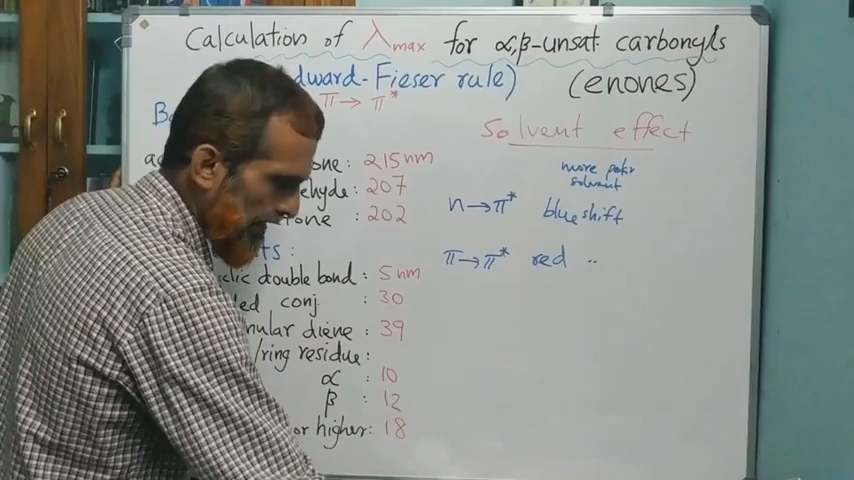 Calculation of λmax for α,β-unsat. carbonyls
dward-Fieser rule) (enones)
π→π*
B
a one: 215 nm
ehyde: 207
tone : 202
ts:
clic double bond : 5 nm
ded conj : 30
nular diene : 39
/ring residue:
α : 10
β : 12
or higher: 18
Solvent effect
more polar
solvent
n→π* blue shift
π→π* red ..